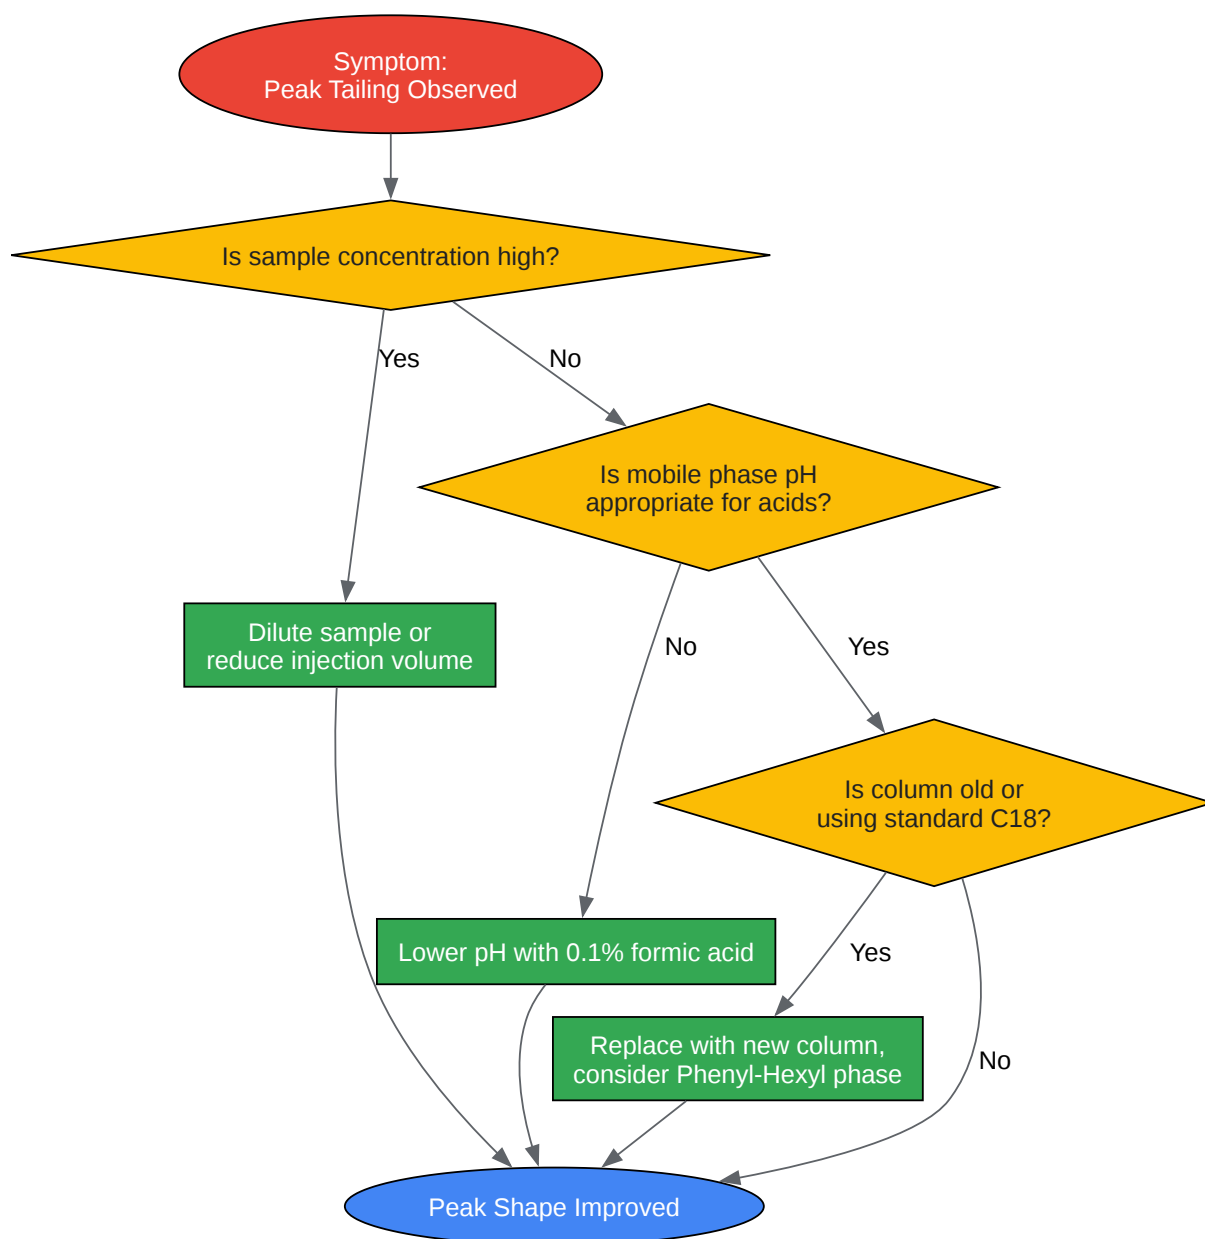 Symptom:
Peak Tailing Observed
Is sample concentration high?
Yes
No
Is mobile phase pH
appropriate for acids?
Dilute sample or
reduce injection volume
No
Yes
Is column old or
using standard C18?
Lower pH with 0.1% formic acid
Yes
Replace with new column,
consider Phenyl-Hexyl phase
No
Peak Shape Improved